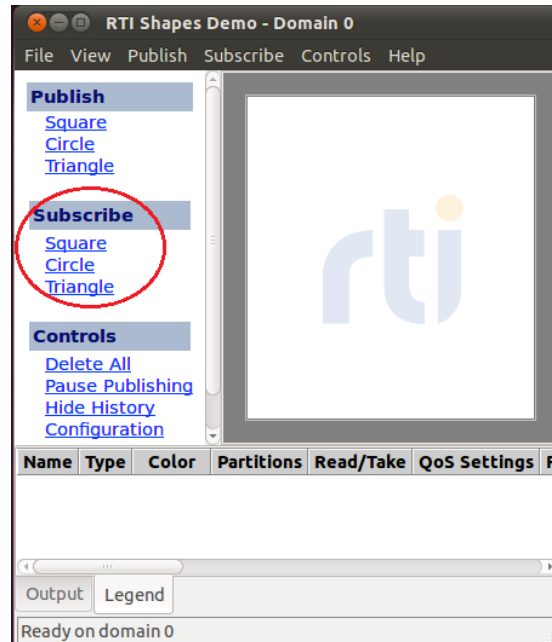 RTI Shapes Demo - Domain 0
File View Publish Subscribe Controls Help
Publish
Square
Circle
Triangle
Subscribe
Square
Circle
Triangle
Controls
Delete All
Pause Publishing
Hide History
Configuration
rti
Name Type Color Partitions Read/Take QoS Settings
Output Legend
Ready on domain 0